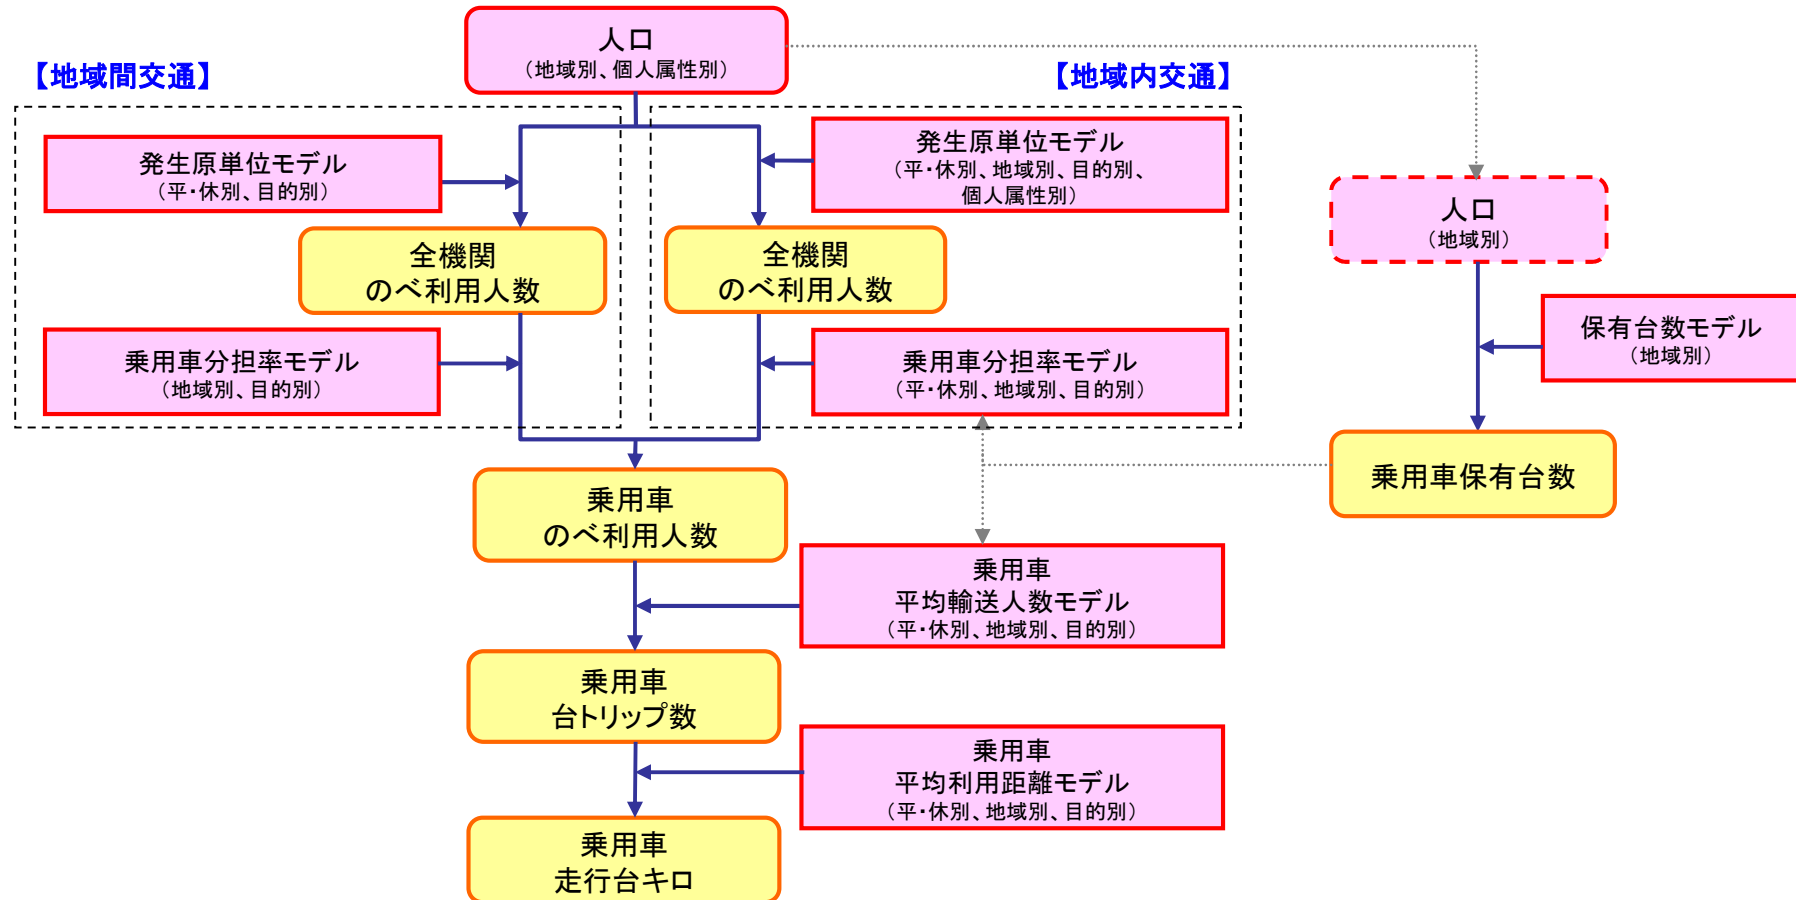 人口
（地域別、個人属性別）
【地域間交通】
【地域内交通】
発生原単位モデル
（平・休別、目的別）
発生原単位モデル
（平・休別、地域別、目的別、
個人属性別）
人口
（地域別）
全機関
のべ利用人数
全機関
のべ利用人数
保有台数モデル
（地域別）
乗用車分担率モデル
（地域別、目的別）
乗用車分担率モデル
（平・休別、地域別、目的別）
乗用車保有台数
乗用車
のべ利用人数
乗用車
平均輸送人数モデル
（平・休別、地域別、目的別）
乗用車
台トリップ数
乗用車
平均利用距離モデル
（平・休別、地域別、目的別）
乗用車
走行台キロ